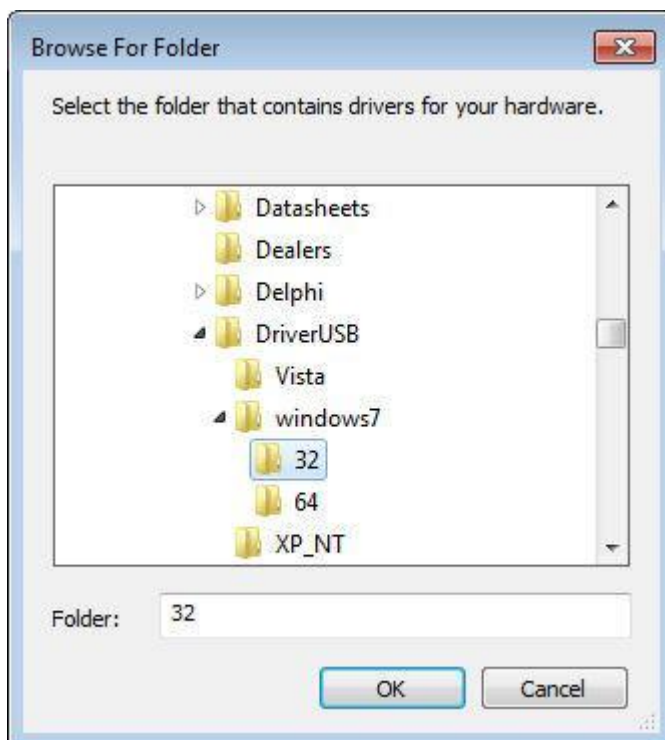 Browse For Folder
Select the folder that contains drivers for your hardware.
Datasheets
Dealers
Delphi
DriverUSB
Vista
windows7
32
64
XP_NT
Folder: 32
OK Cancel